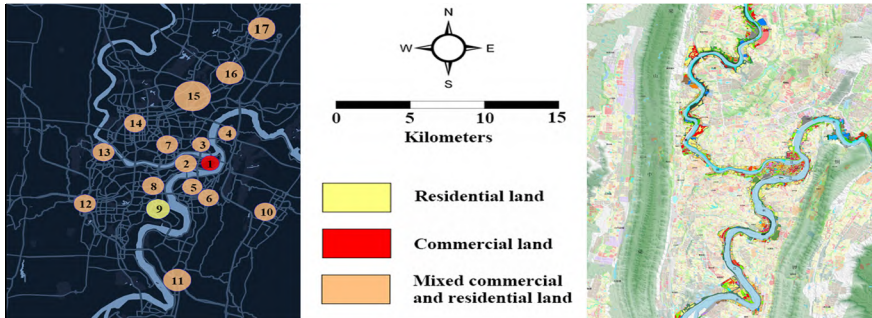 17
16
15
14
4
3
7
13
2
1
8
5
6
12
9
10
11
N
W
E
S
0
5
10
15
Kilometers
Residential land
Commercial land
Mixed commercial
and residential land